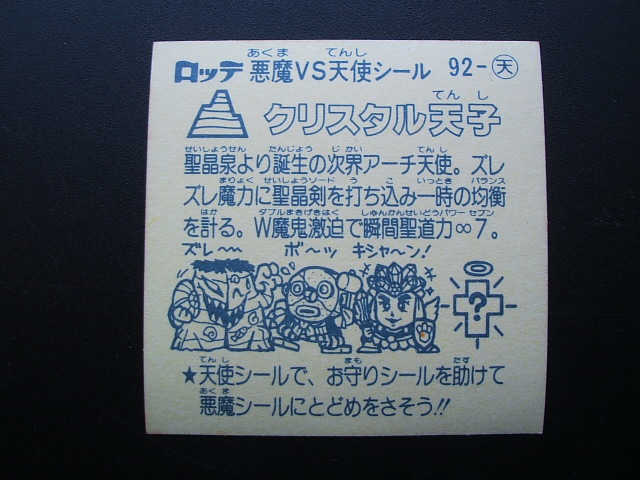 ロッテ 悪魔VS天使シール 92-天
クリスタル天子
聖晶泉より誕生の次界アーチ天使。ズレ
ズレ魔力に聖晶剣を打ち込み一時の均衡
を計る。W魔鬼激迫で瞬間聖道力∞7。
ズレ〜〜 ボ〜ッ キシャ〜ン!
?
★天使シールで、お守りシールを助けて
悪魔シールにとどめをさそう!!